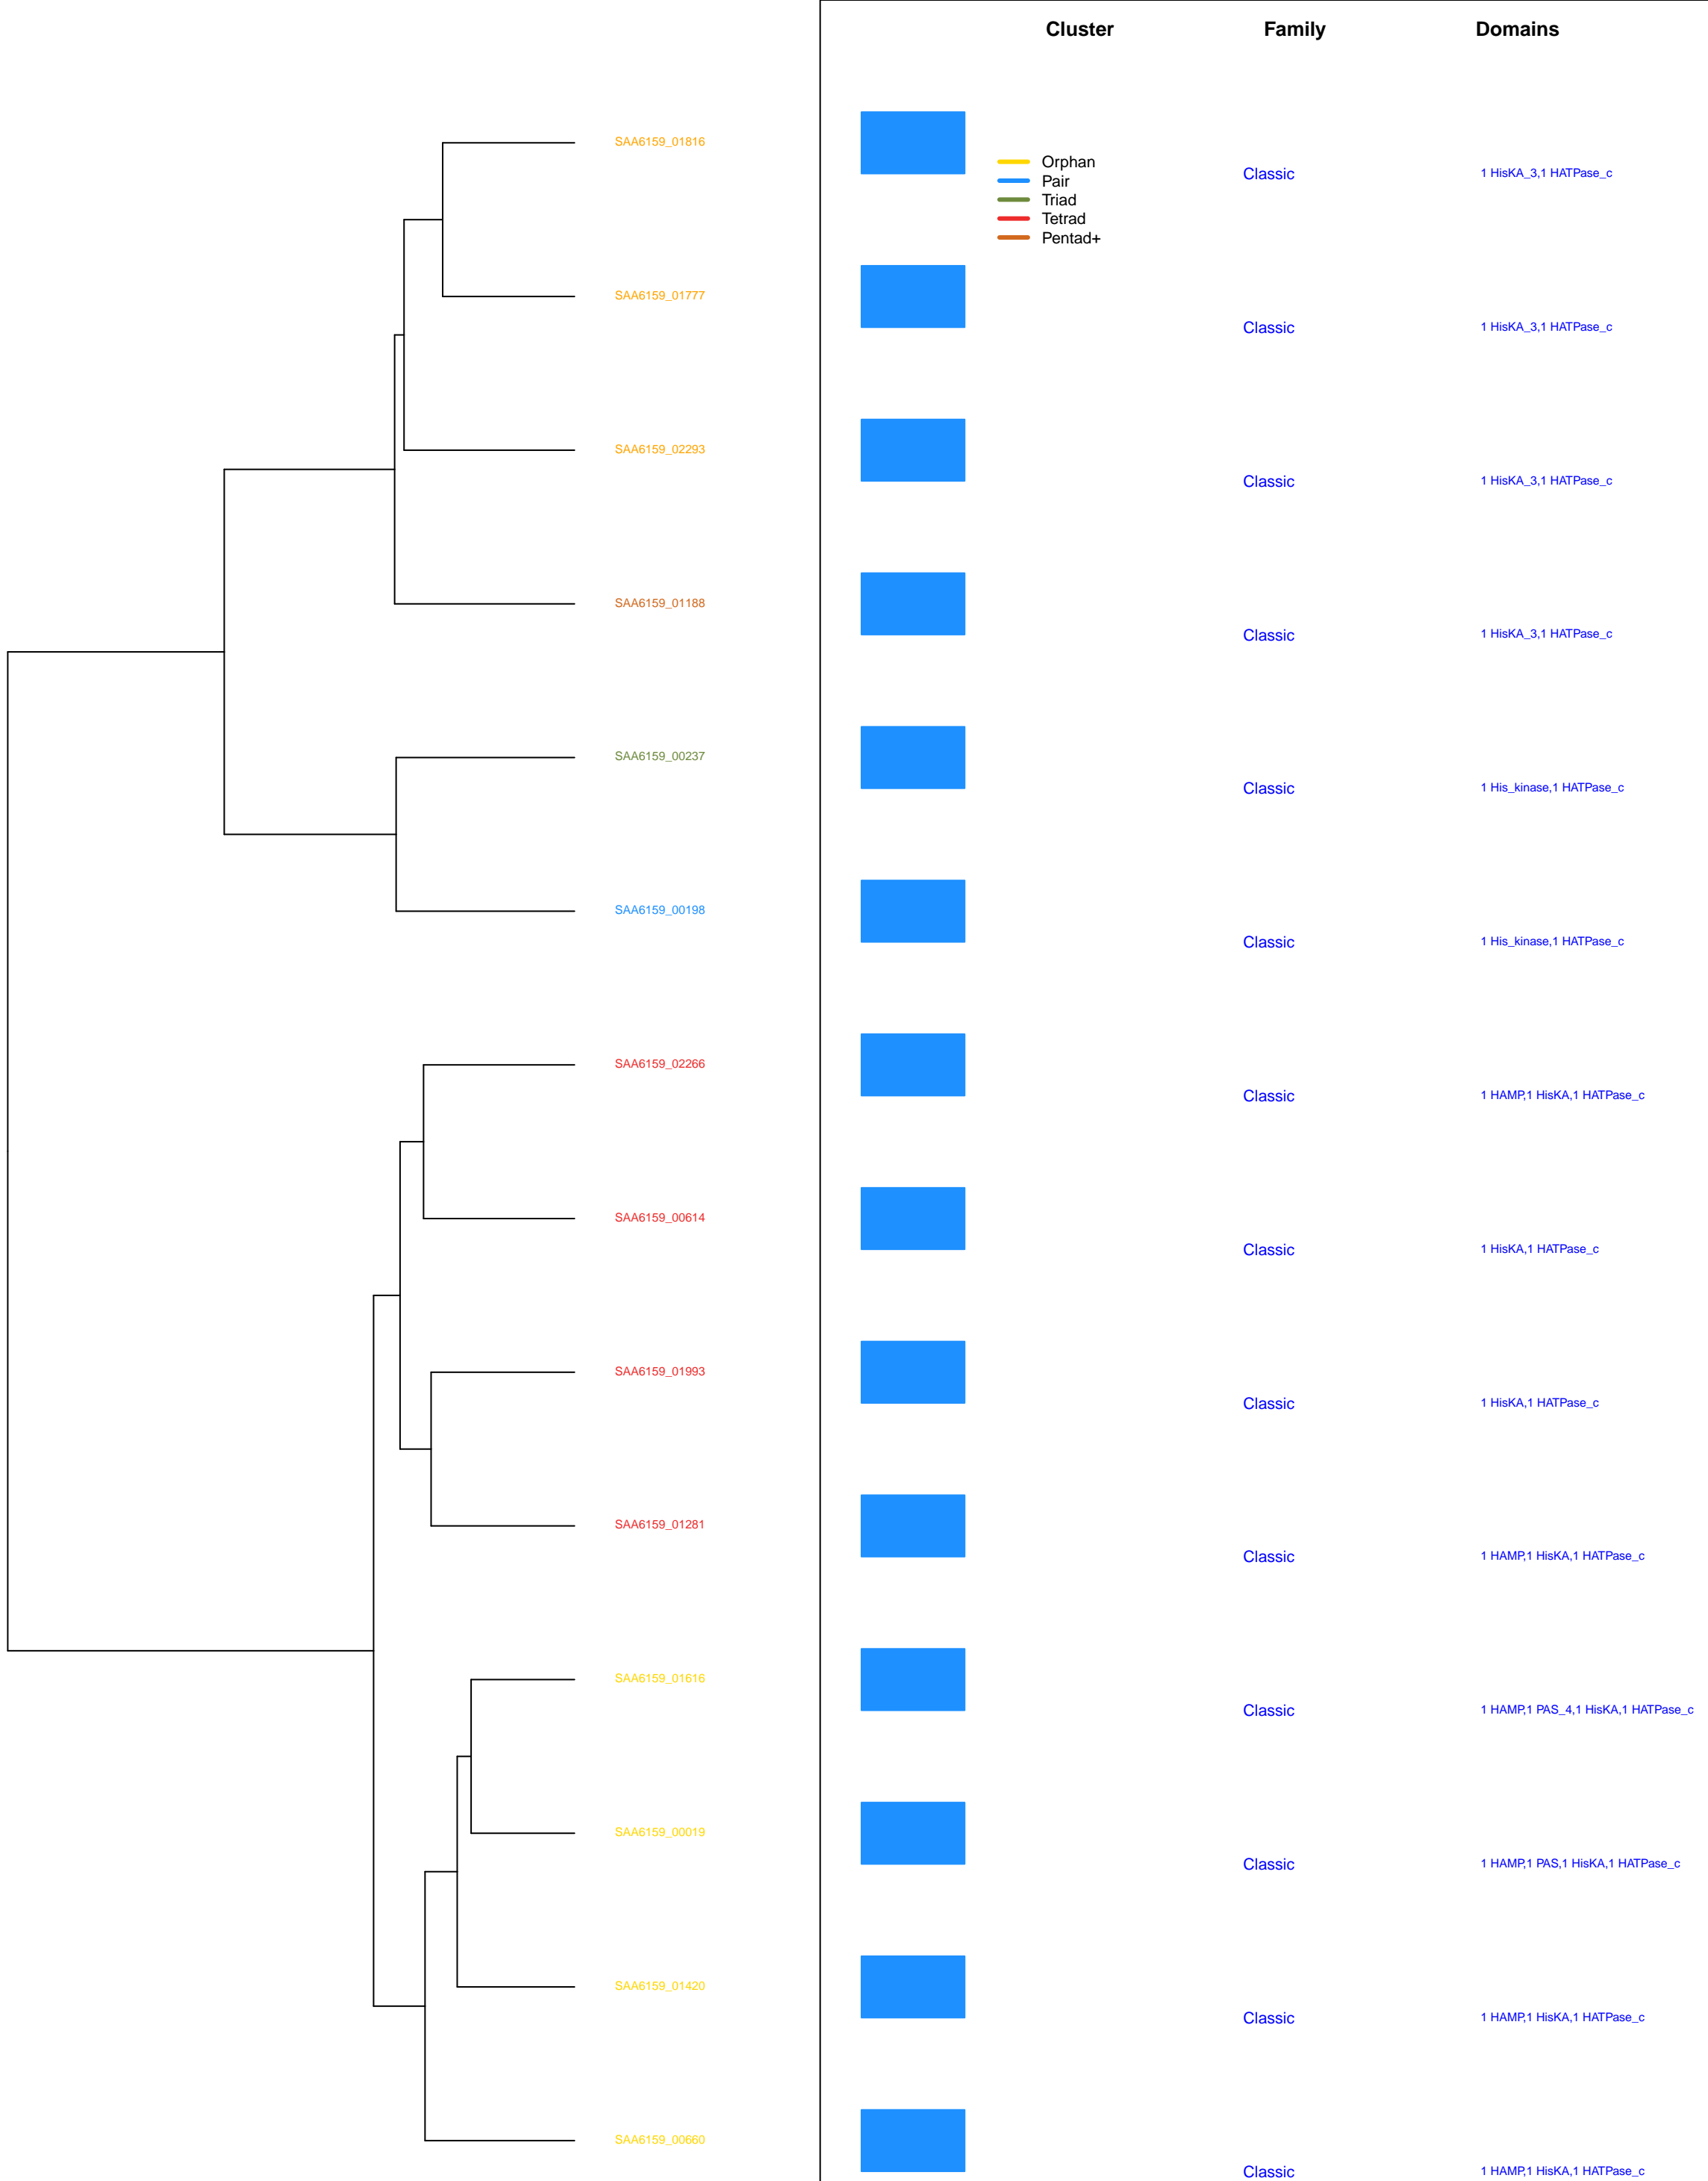 Cluster Family Domains
SAA6159_01816
Orphan
Pair
Triad
Tetrad
Pentad+
Classic 1 HisKA_3,1 HATPase_c
SAA6159_01777
Classic 1 HisKA_3,1 HATPase_c
SAA6159_02293
Classic 1 HisKA_3,1 HATPase_c
SAA6159_01188
Classic 1 HisKA_3,1 HATPase_c
SAA6159_00237
Classic 1 His_kinase,1 HATPase_c
SAA6159_00198
Classic 1 His_kinase,1 HATPase_c
SAA6159_02266
Classic 1 HAMP,1 HisKA,1 HATPase_c
SAA6159_00614
Classic 1 HisKA,1 HATPase_c
SAA6159_01993
Classic 1 HisKA,1 HATPase_c
SAA6159_01281
Classic 1 HAMP,1 HisKA,1 HATPase_c
SAA6159_01616
Classic 1 HAMP,1 PAS_4,1 HisKA,1 HATPase_c
SAA6159_00019
Classic 1 HAMP,1 PAS,1 HisKA,1 HATPase_c
SAA6159_01420
Classic 1 HAMP,1 HisKA,1 HATPase_c
SAA6159_00660
Classic 1 HAMP,1 HisKA,1 HATPase_c